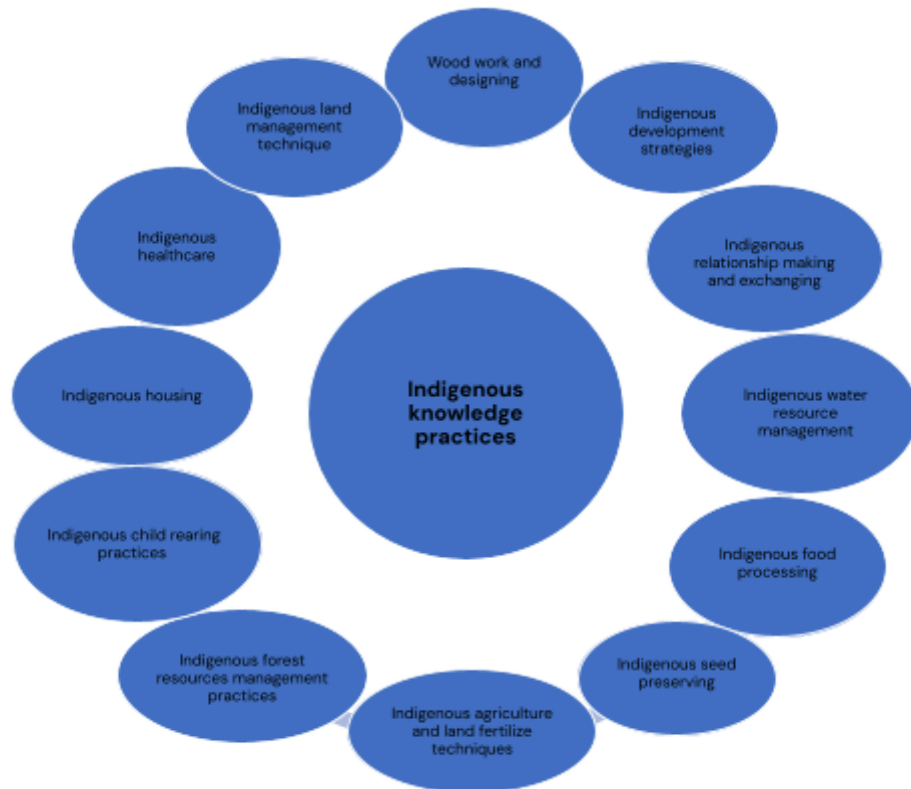 Wood work and
designing
Indigenous
development
strategies
Indigenous
relationship making
and exchanging
Indigenous water
resource
management
Indigenous food
processing
Indigenous seed
preserving
Indigenous agriculture
and land fertilize
techniques
Indigenous forest
resources management
practices
Indigenous child rearing
practices
Indigenous housing
Indigenous
healthcare
Indigenous land
management
technique
Indigenous
knowledge
practices